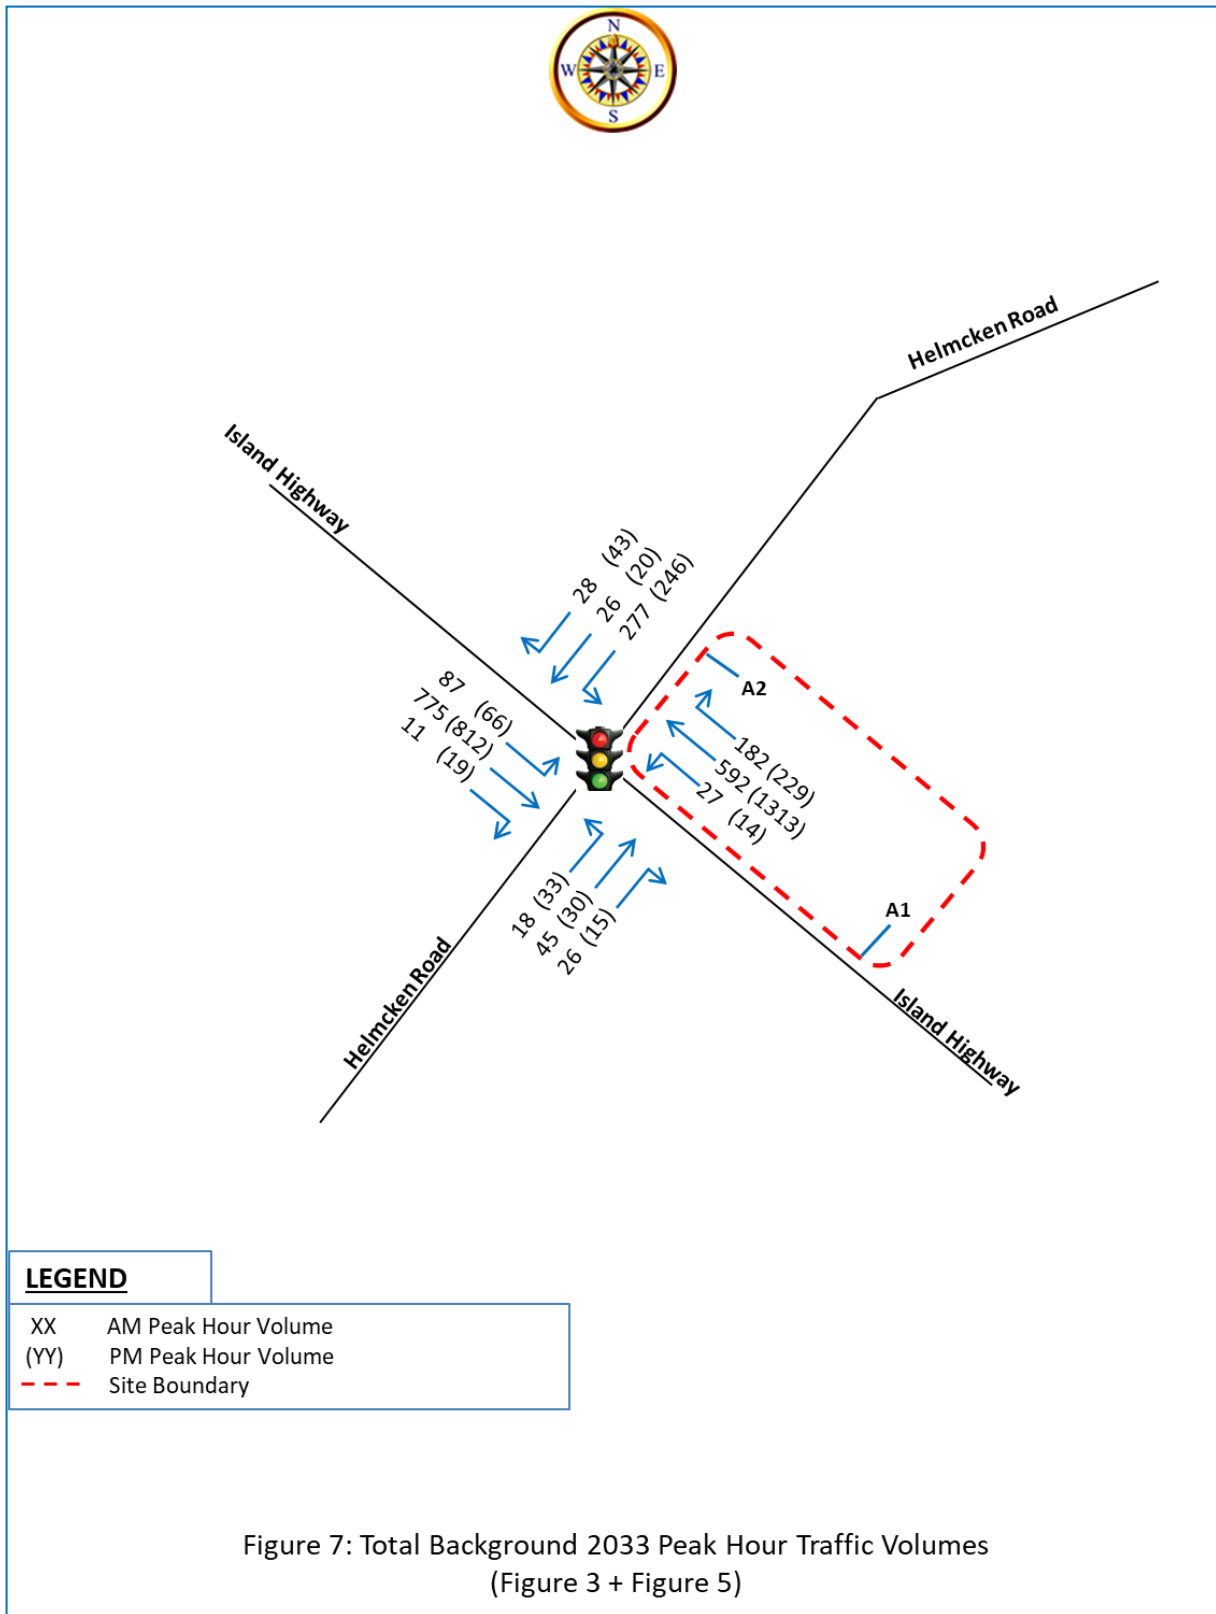 N
W E
S
Helmcken Road
Island Highway
28 (43)
26 (20)
277 (246)
87 (66)
775 (812)
11 (19)
A2
182 (229)
592 (1313)
27 (14)
18 (33)
45 (30)
26 (15)
A1
Helmcken Road
Island Highway
LEGEND
XX AM Peak Hour Volume
(YY) PM Peak Hour Volume
Site Boundary
Figure 7: Total Background 2033 Peak Hour Traffic Volumes
(Figure 3 + Figure 5)